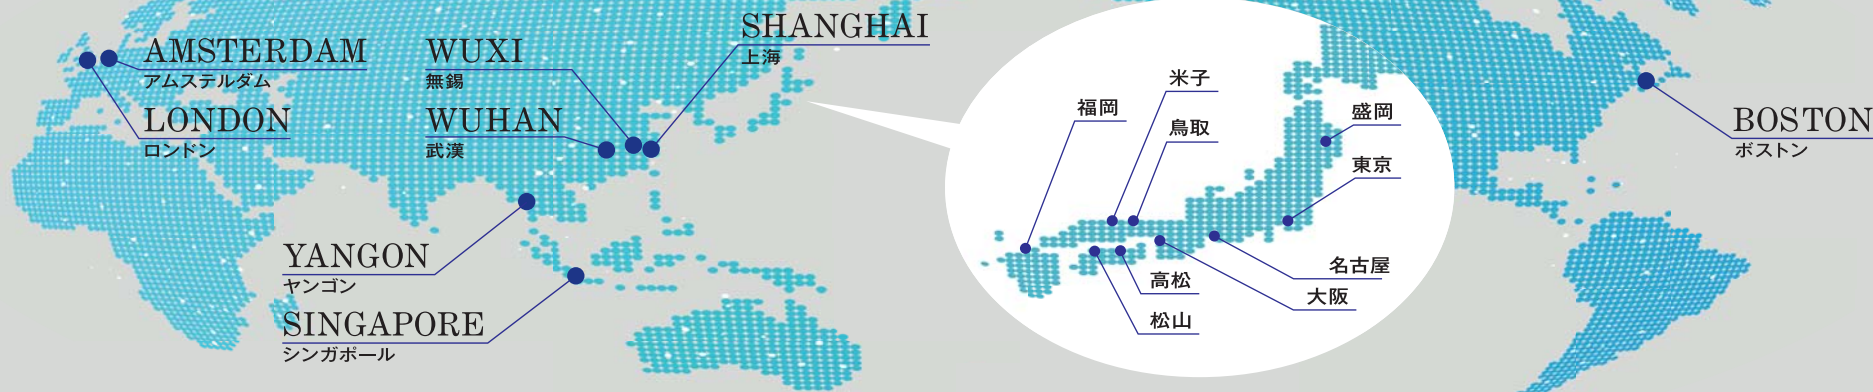 AMSTERDAM
アムステルダム
LONDON
ロンドン
WUXI
無錫
WUHAN
武漢
SHANGHAI
上海
YANGON
ヤンゴン
SINGAPORE
シンガポール
福岡
米子
鳥取
盛岡
東京
名古屋
大阪
高松
松山
BOSTON
ボストン